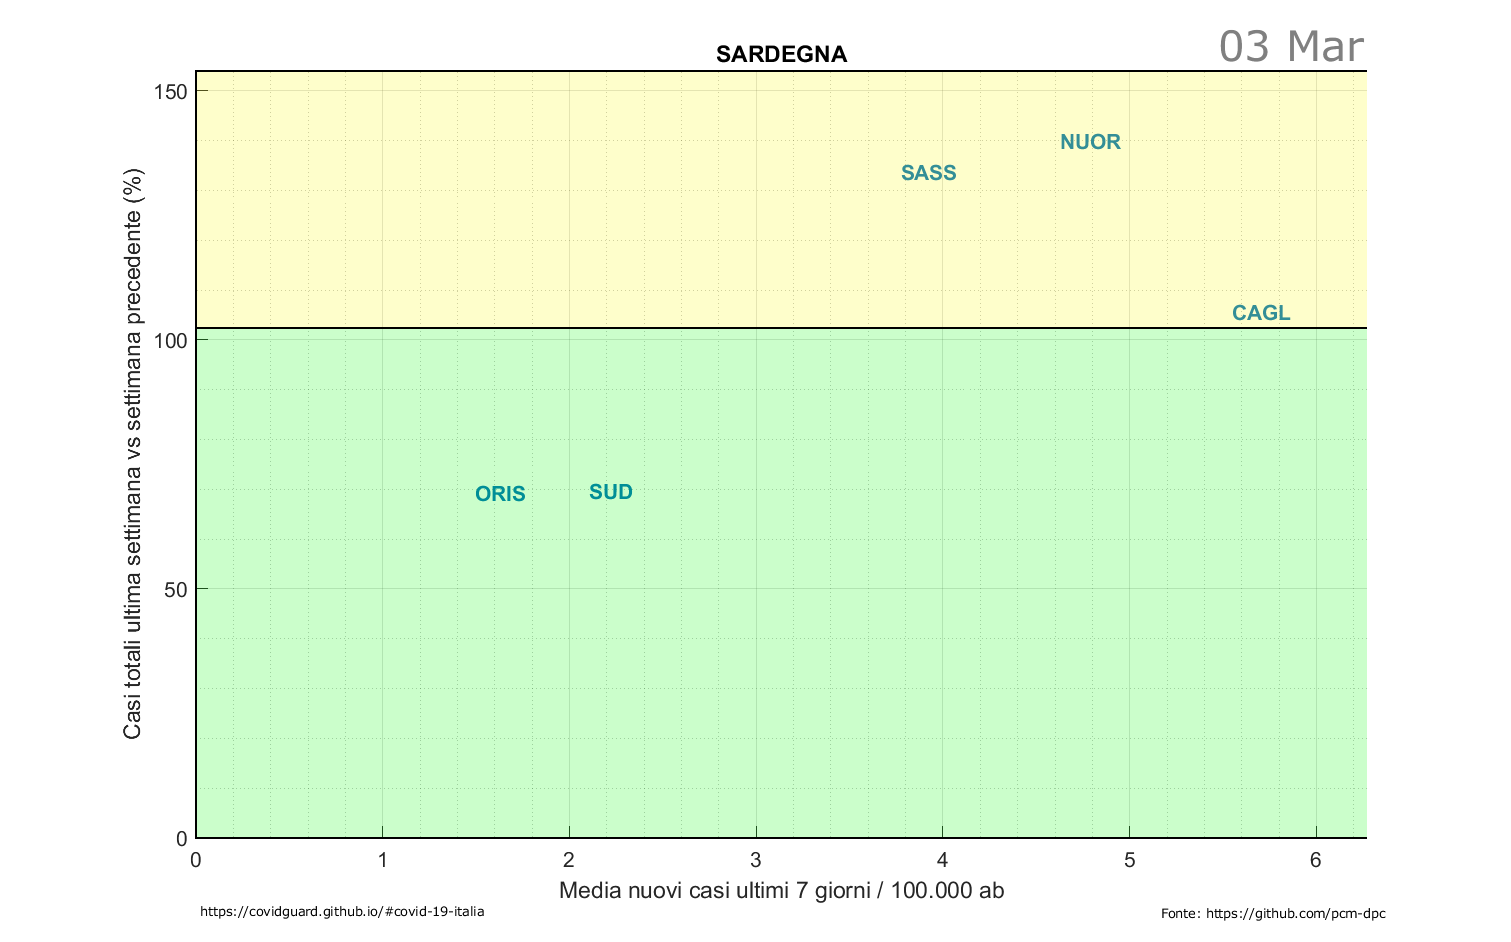 03 Mar
SARDEGNA
Casi totali ultima settimana vs settimana precedente (%)
150
100
50
0
NUOR
SASS
CAGL
ORIS
SUD
0 1 2 3 4 5 6
Media nuovi casi ultimi 7 giorni / 100.000 ab
https://covidguard.github.io/#covid-19-italia
Fonte: https://github.com/pcm-dpc